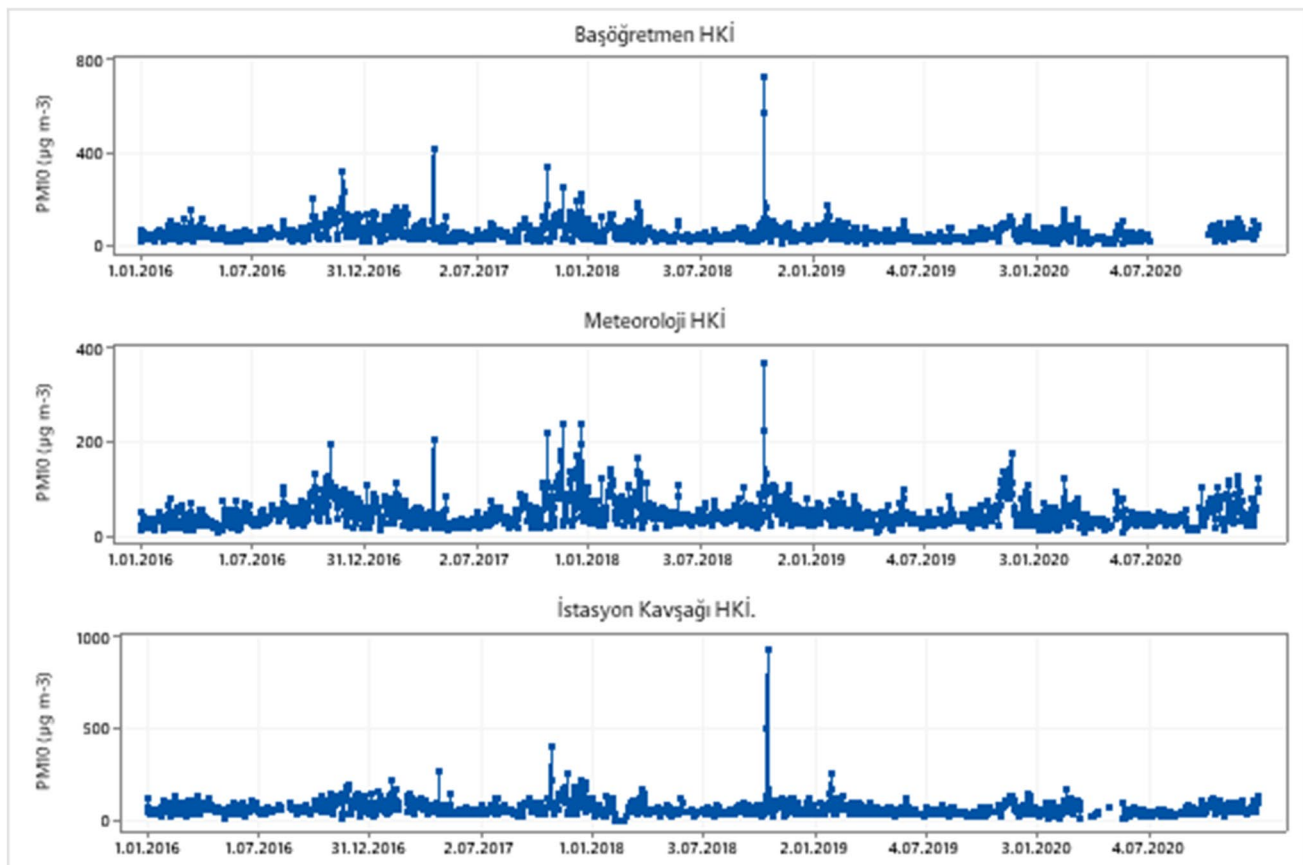 Başöğretmen HKİ
PM10 (µg m-3)
800
400
0
1.01.2016 1.07.2016 31.12.2016 2.07.2017 1.01.2018 3.07.2018 2.01.2019 4.07.2019 3.01.2020 4.07.2020
Meteoroloji HKİ
PM10 (µg m-3)
400
200
0
1.01.2016 1.07.2016 31.12.2016 2.07.2017 1.01.2018 3.07.2018 2.01.2019 4.07.2019 3.01.2020 4.07.2020
İstasyon Kavşağı HKİ.
PM10 (µg m-3)
1000
500
0
1.01.2016 1.07.2016 31.12.2016 2.07.2017 1.01.2018 3.07.2018 2.01.2019 4.07.2019 3.01.2020 4.07.2020